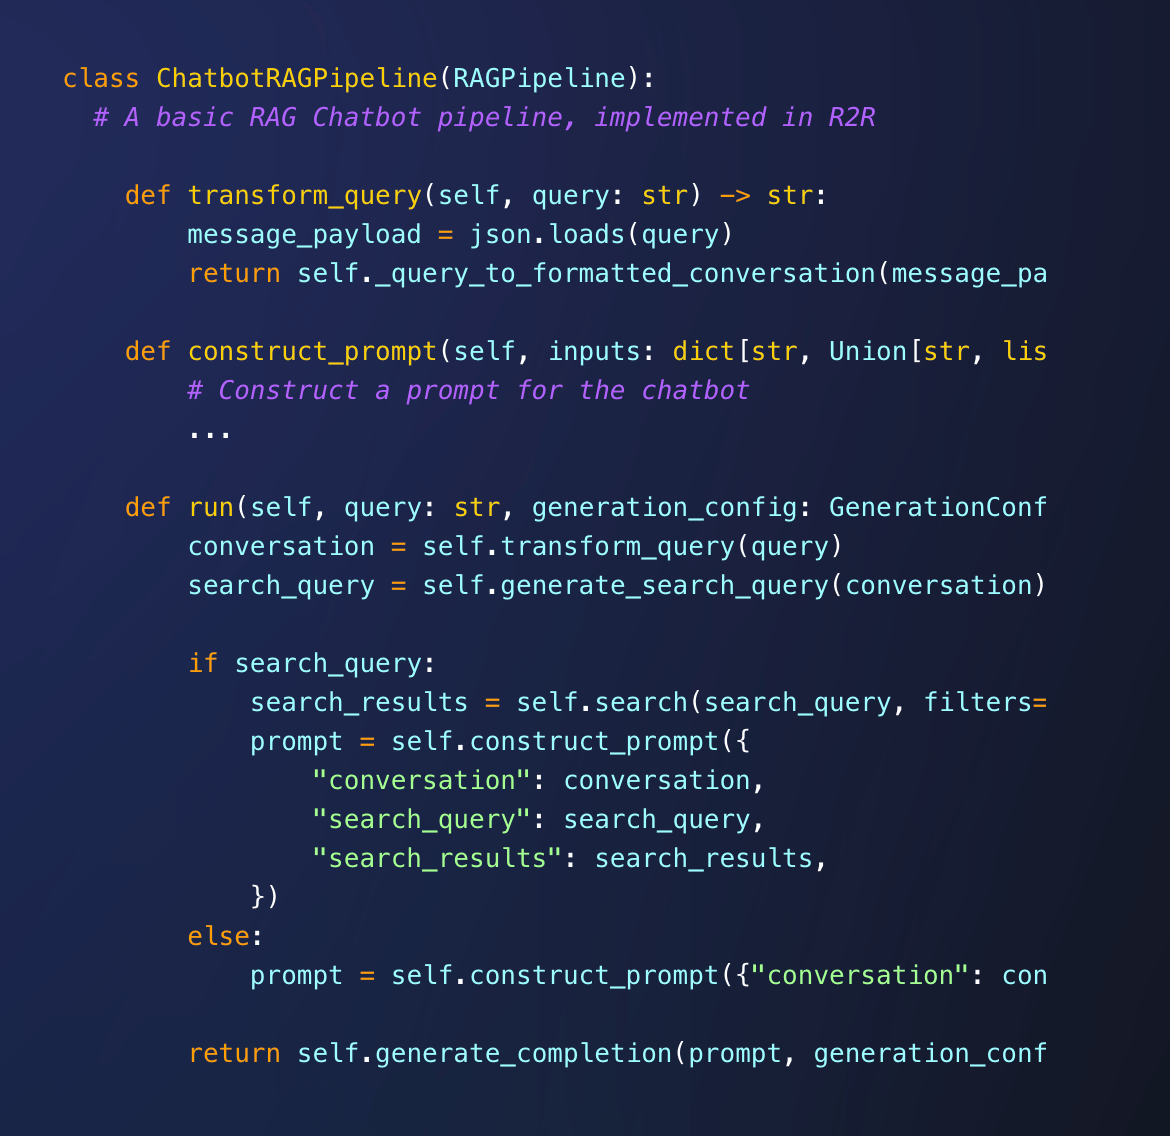 class ChatbotRAGPipeline(RAGPipeline):
  # A basic RAG Chatbot pipeline, implemented in R2R

    def transform_query(self, query: str) -> str:
        message_payload = json.loads(query)
        return self._query_to_formatted_conversation(message_pa

    def construct_prompt(self, inputs: dict[str, Union[str, lis
        # Construct a prompt for the chatbot
        ...

    def run(self, query: str, generation_config: GenerationConf
        conversation = self.transform_query(query)
        search_query = self.generate_search_query(conversation)

        if search_query:
            search_results = self.search(search_query, filters=
            prompt = self.construct_prompt({
                "conversation": conversation,
                "search_query": search_query,
                "search_results": search_results,
            })
        else:
            prompt = self.construct_prompt({"conversation": con

        return self.generate_completion(prompt, generation_conf